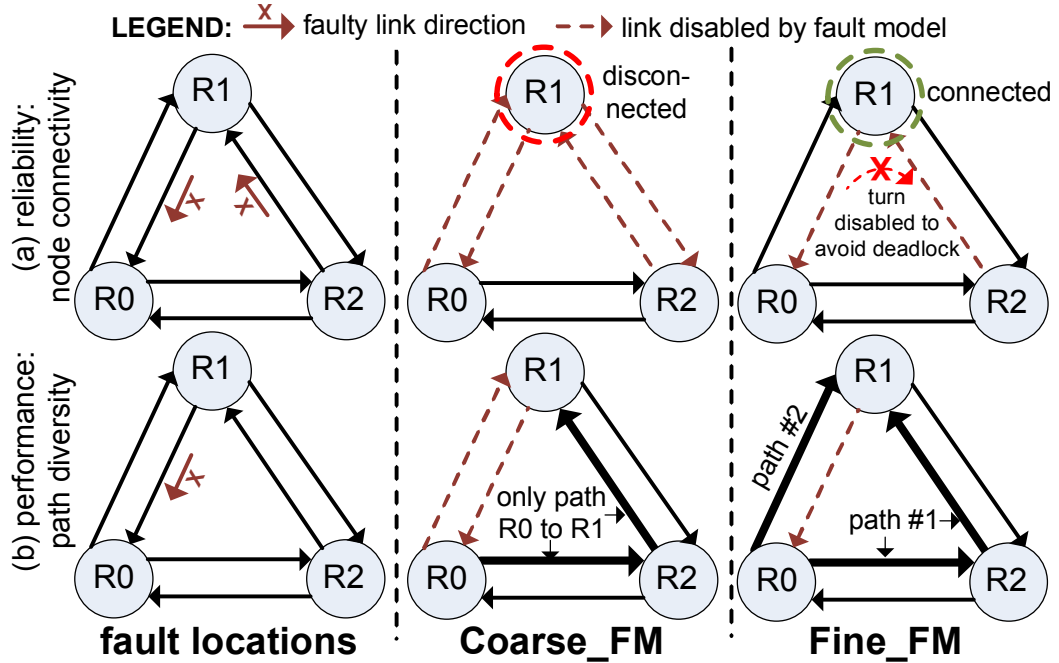 LEGEND: X faulty link direction link disabled by fault model
(a) reliability:
node connectivity
R1
X
X
R0
R2
R1
discon-
nected
R0
R2
R1
connected
X
turn
disabled to
avoid deadlock
R0
R2
(b) performance:
path diversity
R1
X
R0
R2
R1
only path
R0 to R1
R0
R2
R1
path #2
path #1
R0
R2
fault locations
Coarse_FM
Fine_FM